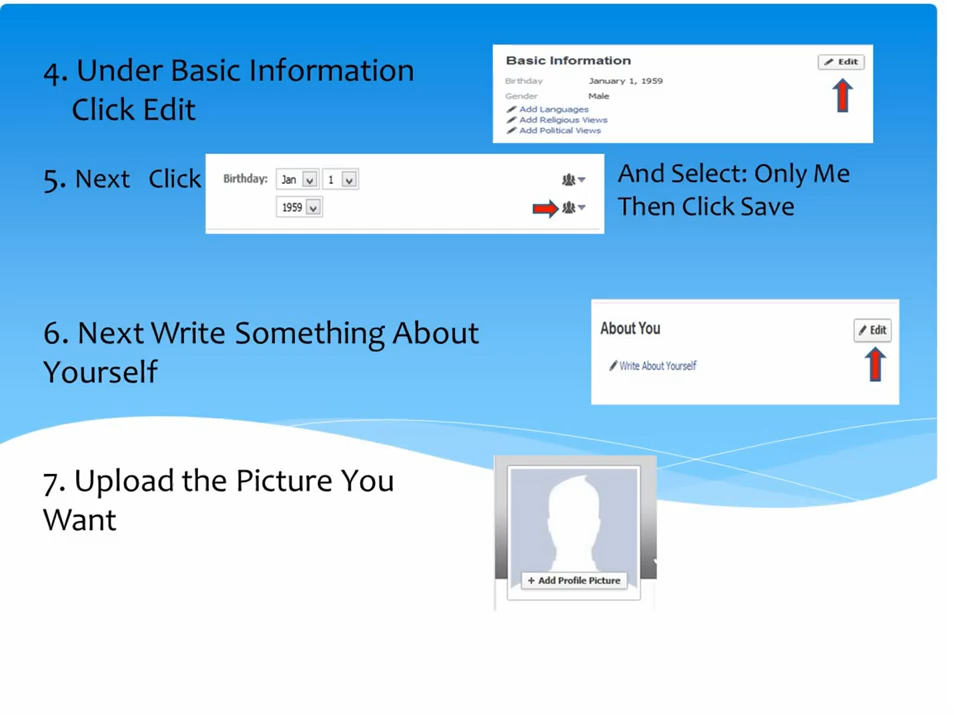 4. Under Basic Information
Click Edit
Basic Information
Edit
Birthday January 1, 1959
Gender Male
Add Languages
Add Religious Views
Add Political Views
5. Next Click
Birthday: Jan 1
1959
And Select: Only Me
Then Click Save
6. Next Write Something About
Yourself
About You
Edit
Write About Yourself
7. Upload the Picture You
Want
+ Add Profile Picture